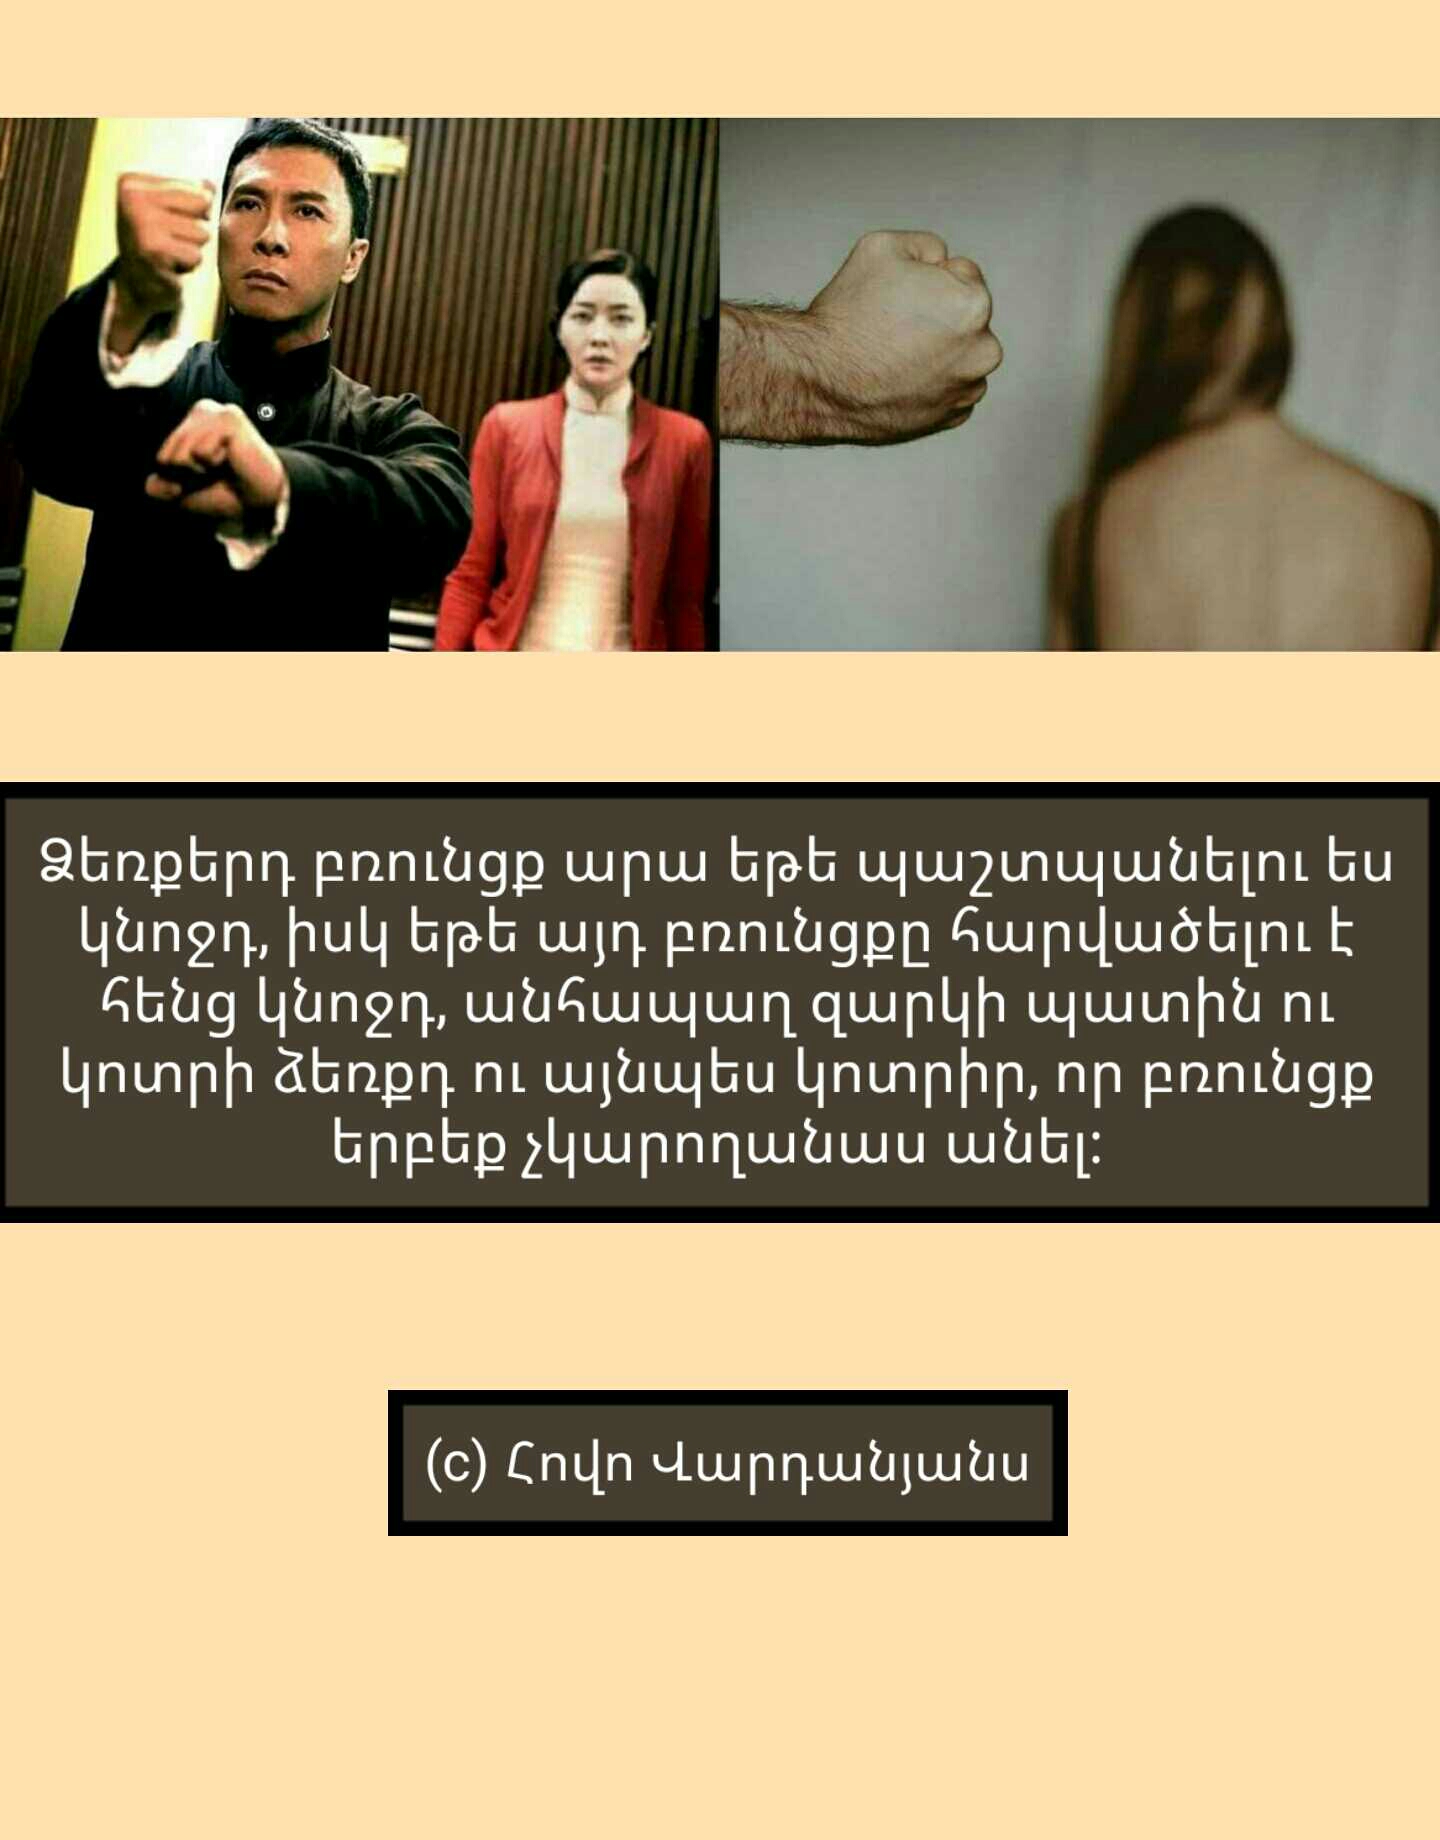 Ձեռքերդ բռունցք արա եթե պաշտպանելու ես
կնոջդ, իսկ եթե այդ բռունցքը հարվածելու է
հենց կնոջդ, անհապաղ զարկի պատին ու
կոտրի ձեռքդ ու այնպես կոտրիր, որ բռունցք
երբեք չկարողանաս անել:
(c) Հովո Վարդանյանս